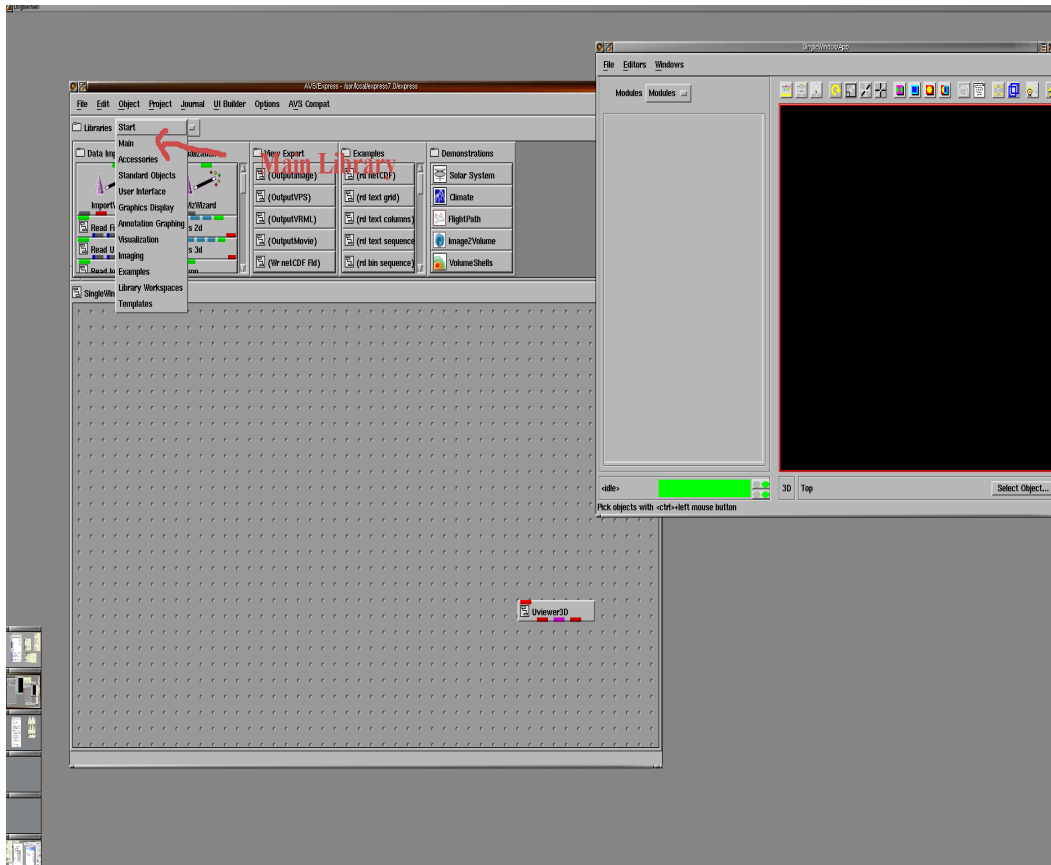 SingleWindowApp
File Editors Windows
Modules Modules
AVS/Express - /usr/local/express7.0/express
File Edit Object Project Journal UI Builder Options AVS Compat
Libraries Start
Main
Accessories
Standard Objects
User Interface
Graphics Display
Annotation Graphing
Visualization
Imaging
Examples
Library Workspaces
Templates
Main Library
View Export
(OutputImage)
(OutputVPS)
(OutputVRML)
(OutputMovie)
(Wr netCDF Fld)
Examples
(rd netCDF)
(rd text grid)
(rd text columns)
(rd text sequence
(rd bin sequence)
Demonstrations
Solar System
Climate
FlightPath
Image2Volume
VolumeShells
Data Imp
Read Fi
Read U
s 2d
s 3d
SingleWin
<idle>
3D Top Select Object...
Pick objects with <ctrl>+left mouse button
Uviewer3D